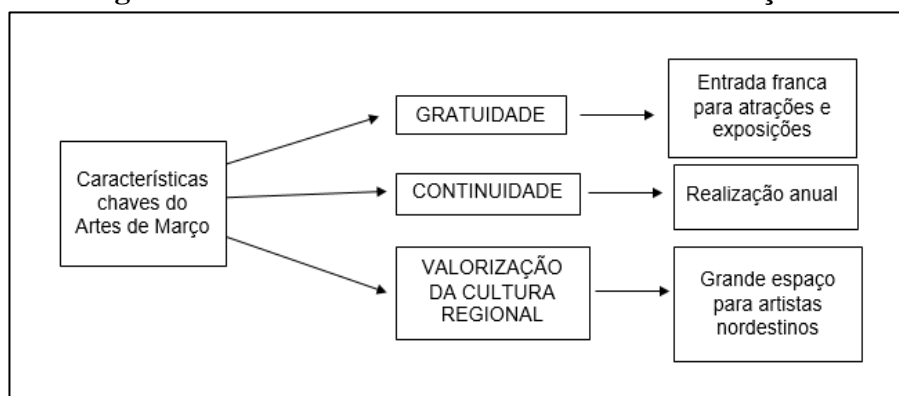 Características
chaves do
Artes de Março
GRATUIDADE
Entrada franca
para atrações e
exposições
CONTINUIDADE
Realização anual
VALORIZAÇÃO
DA CULTURA
REGIONAL
Grande espaço
para artistas
nordestinos